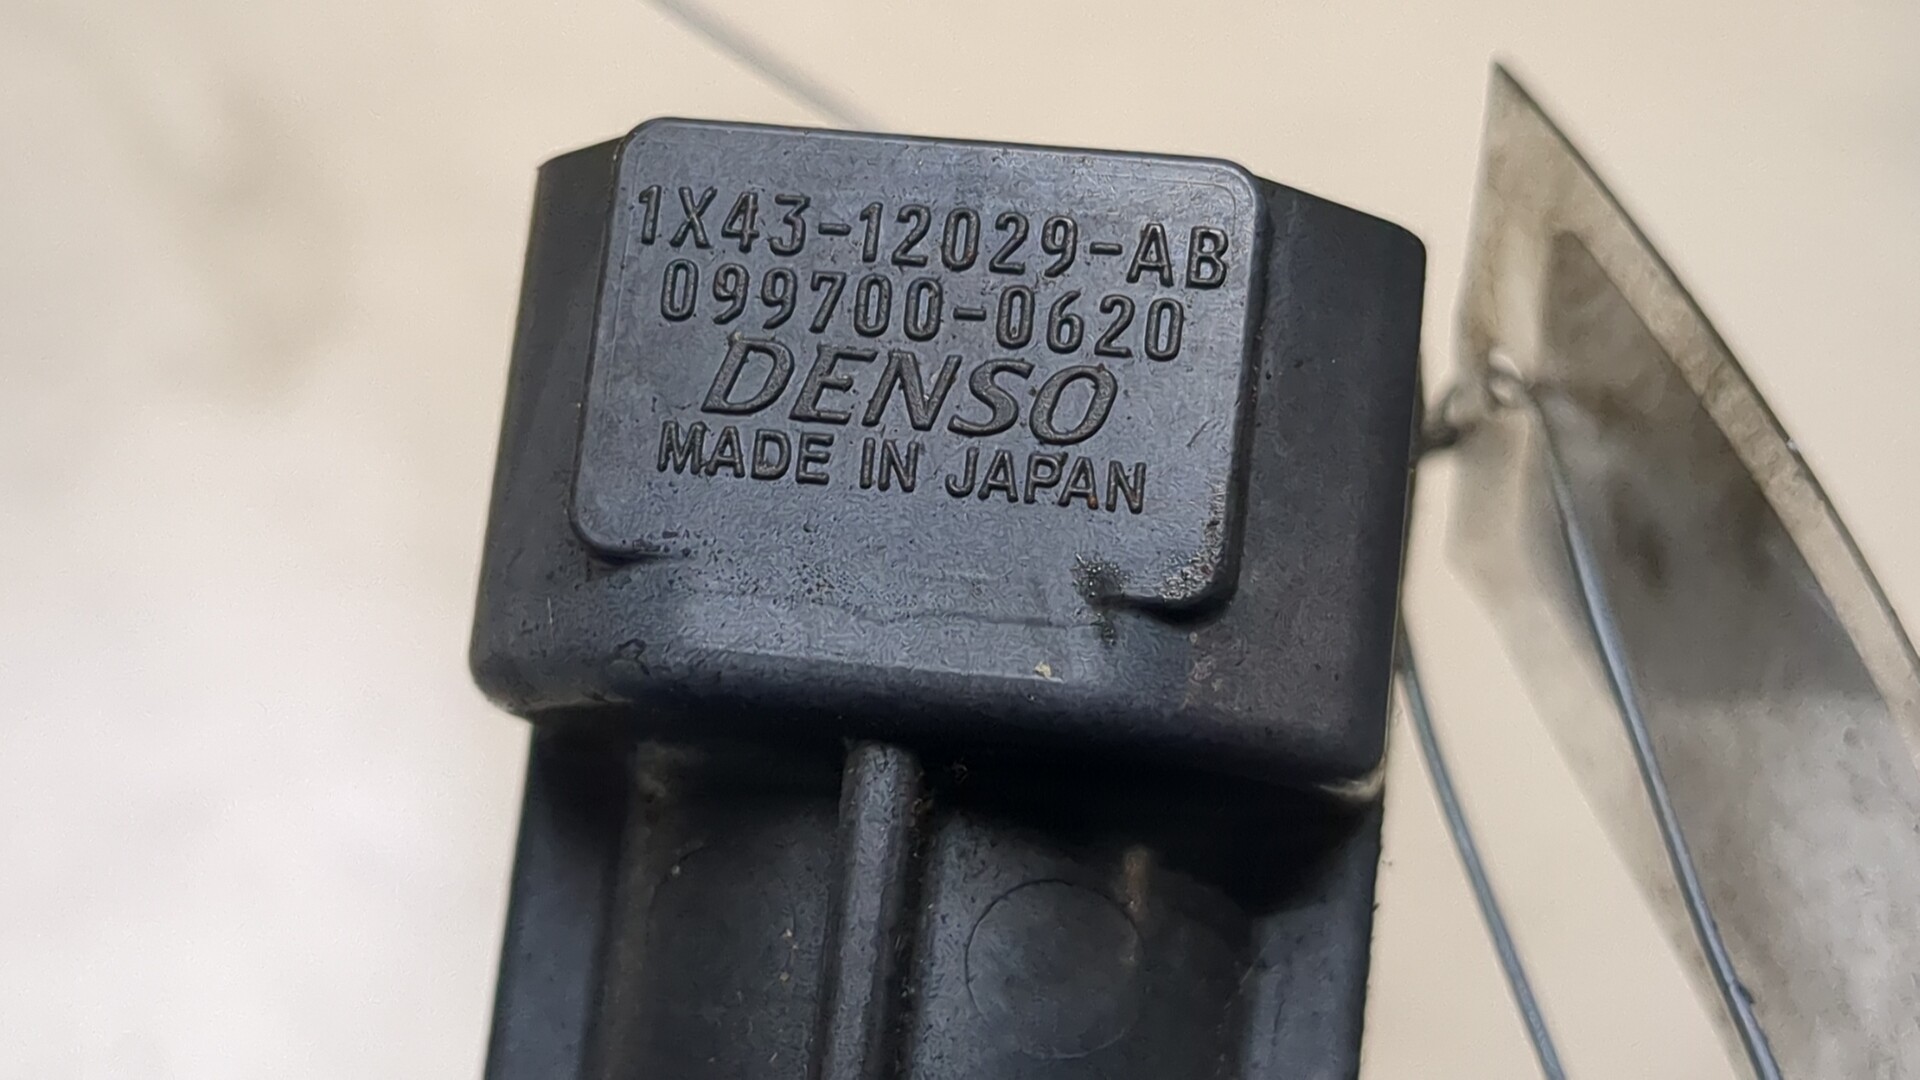 1X43-12029-AB
099700-0620
DENSO
MADE IN JAPAN